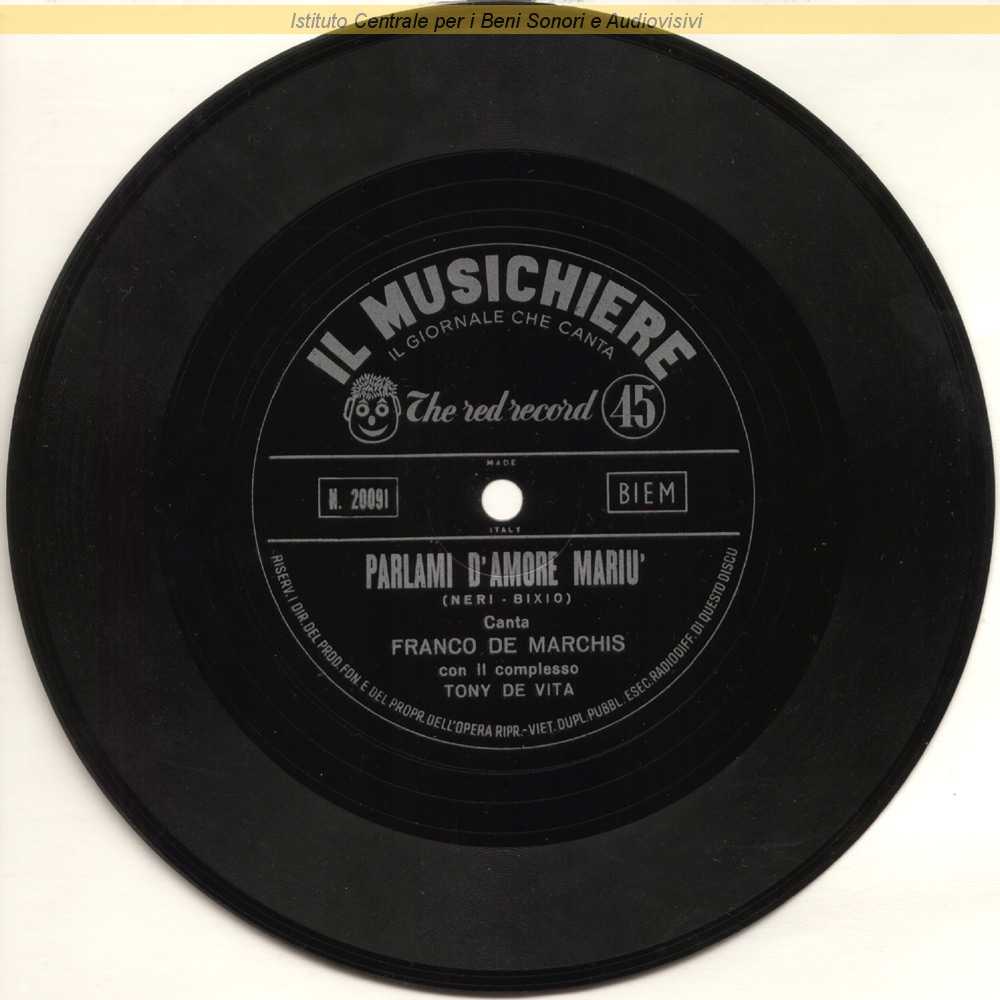 Istituto Centrale per i Beni Sonori e Audiovisivi
IL MUSICHIERE
IL GIORNALE CHE CANTA
The red record 45
MADE
N. 20091
BIEM
ITALY
PARLAMI D'AMORE MARIU'
(NERI - BIXIO)
Canta
FRANCO DE MARCHIS
con il complesso
TONY DE VITA
RISERV. I DIR. DEL PROD. FON. E DEL PROPR. DELL'OPERA RIPR.-VIET. DUPL. PUBBL. ESEC. RADIODIFF. DI QUESTO DISCU